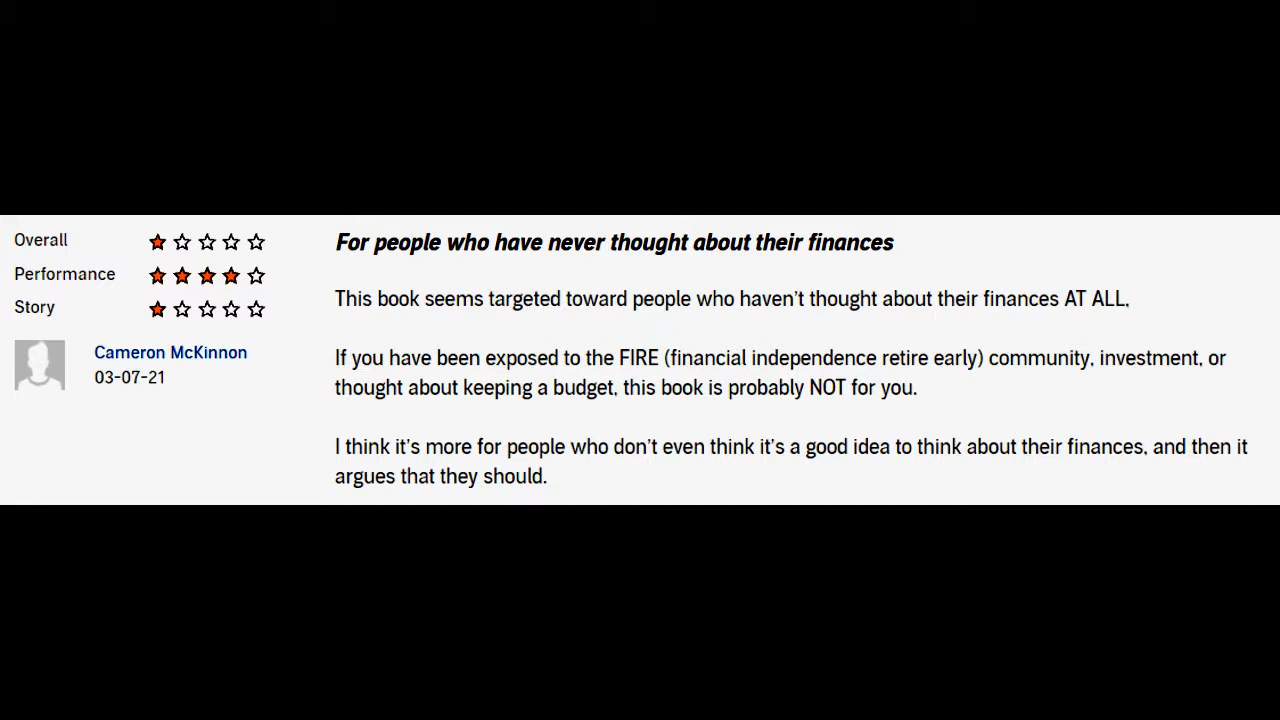 Overall
Performance
Story
Cameron McKinnon
03-07-21
For people who have never thought about their finances
This book seems targeted toward people who haven't thought about their finances AT ALL,
If you have been exposed to the FIRE (financial independence retire early) community, investment, or
thought about keeping a budget, this book is probably NOT for you.
I think it's more for people who don't even think it's a good idea to think about their finances, and then it
argues that they should.